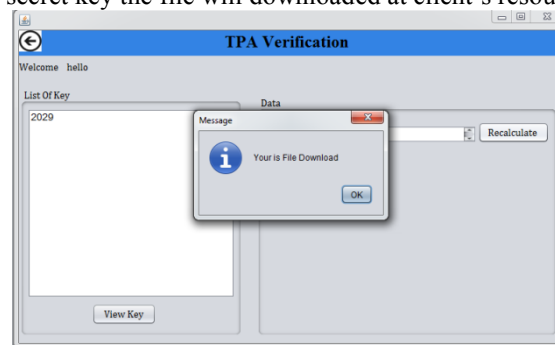 secret key the file will downloaded at client's
TPA Verification
Welcome hello
List Of Key
Data
2029
Message
Recalculate
Your is File Download
OK
View Key